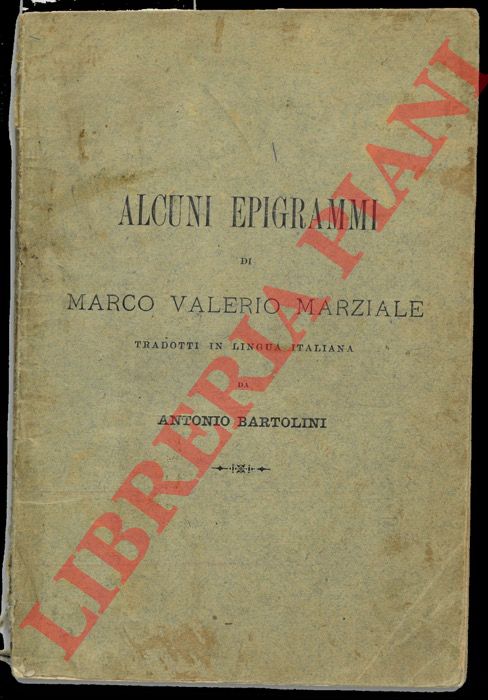 ALCUNI EPIGRAMMI
DI
MARCO VALERIO MARZIALE
TRADOTTI IN LINGUA ITALIANA
DA
ANTONIO BARTOLINI
LIBRERIA PIANI